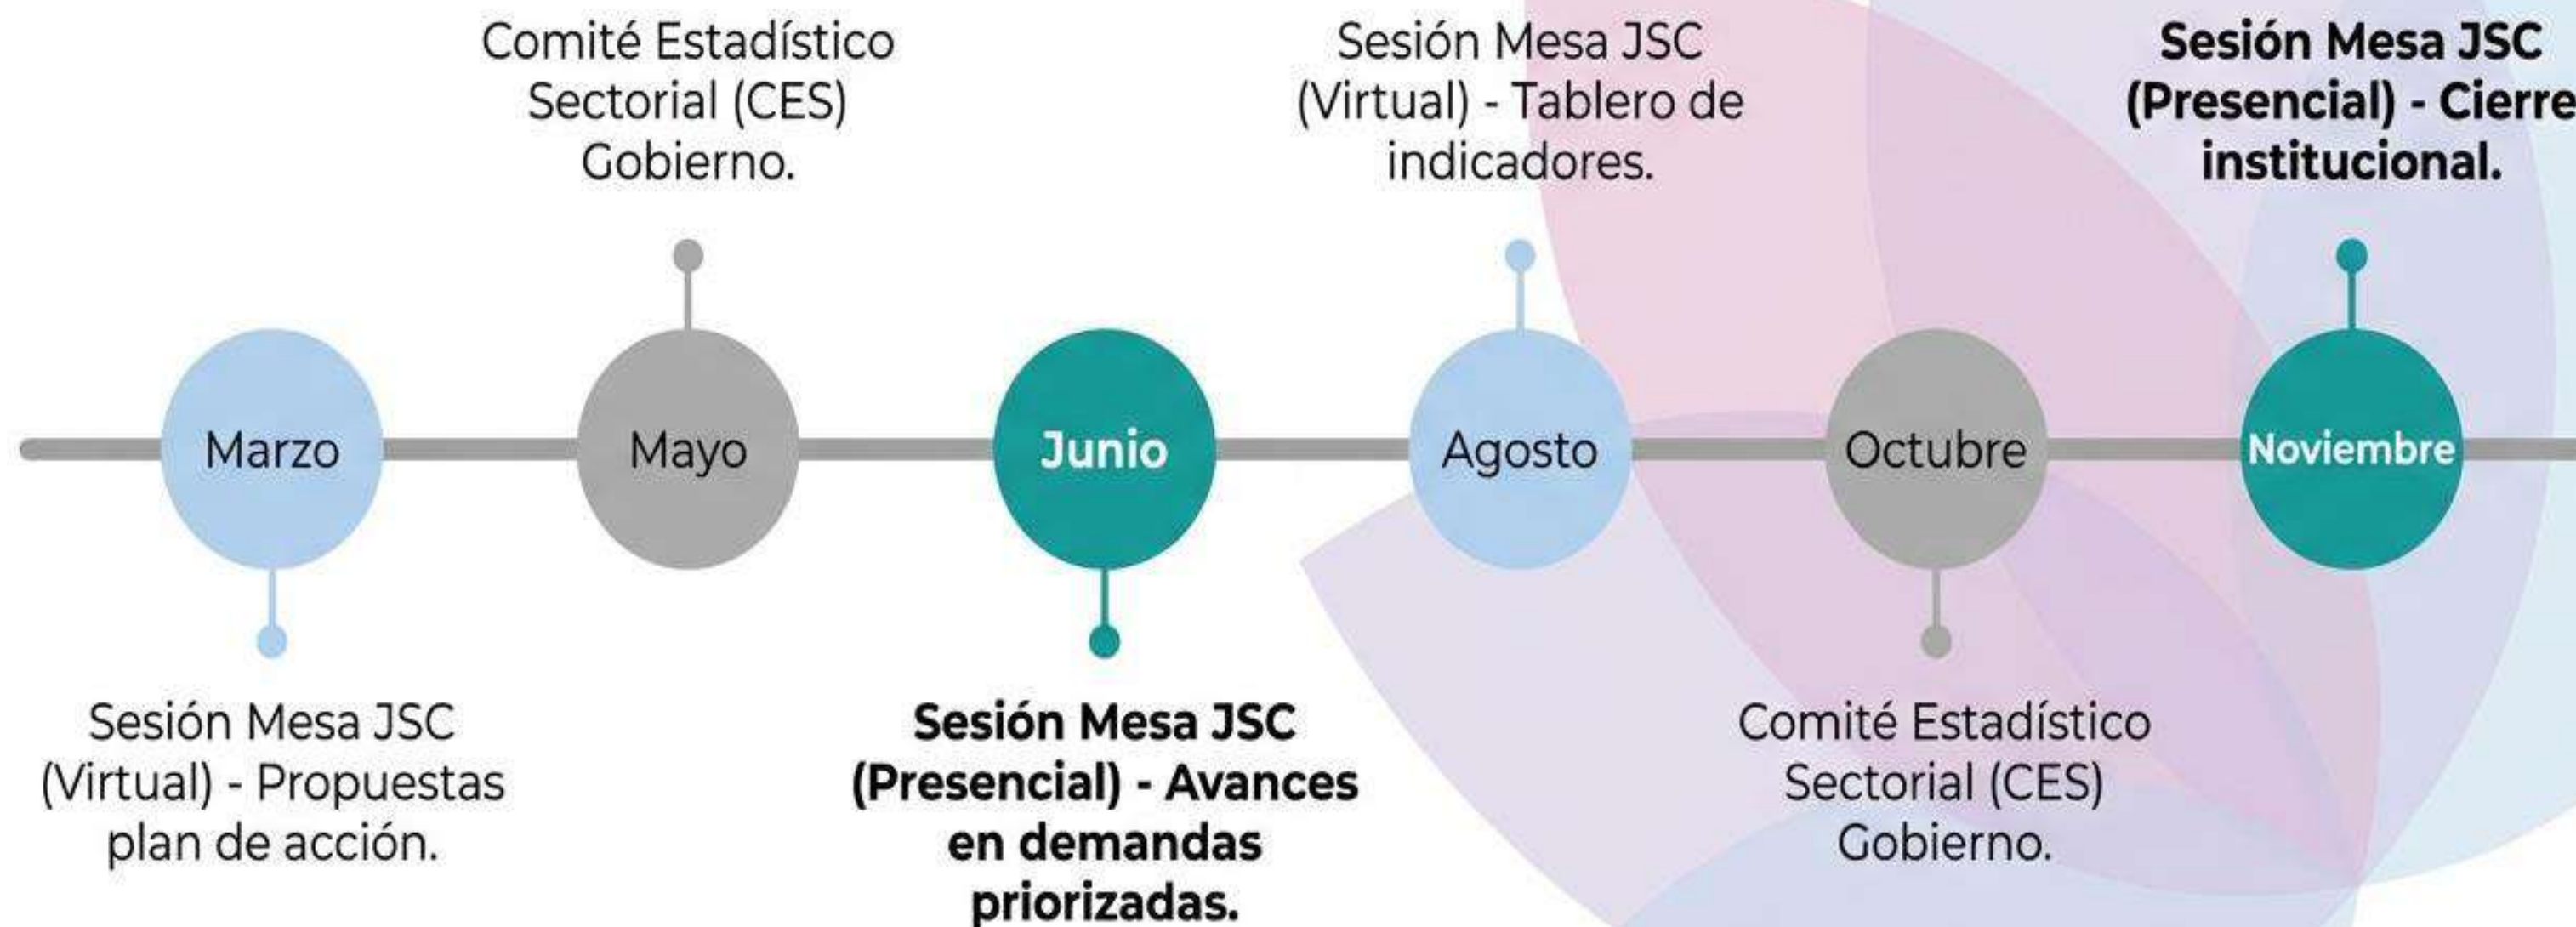 Comité Estadístico
Sectorial (CES)
Gobierno.
Sesión Mesa JSC
(Virtual) - Tablero de
indicadores.
Sesión Mesa JSC
(Presencial) - Cierre
institucional.
Marzo
Mayo
Junio
Agosto
Octubre
Noviembre
Sesión Mesa JSC
(Virtual) - Propuestas
plan de acción.
Sesión Mesa JSC
(Presencial) - Avances
en demandas
priorizadas.
Comité Estadístico
Sectorial (CES)
Gobierno.